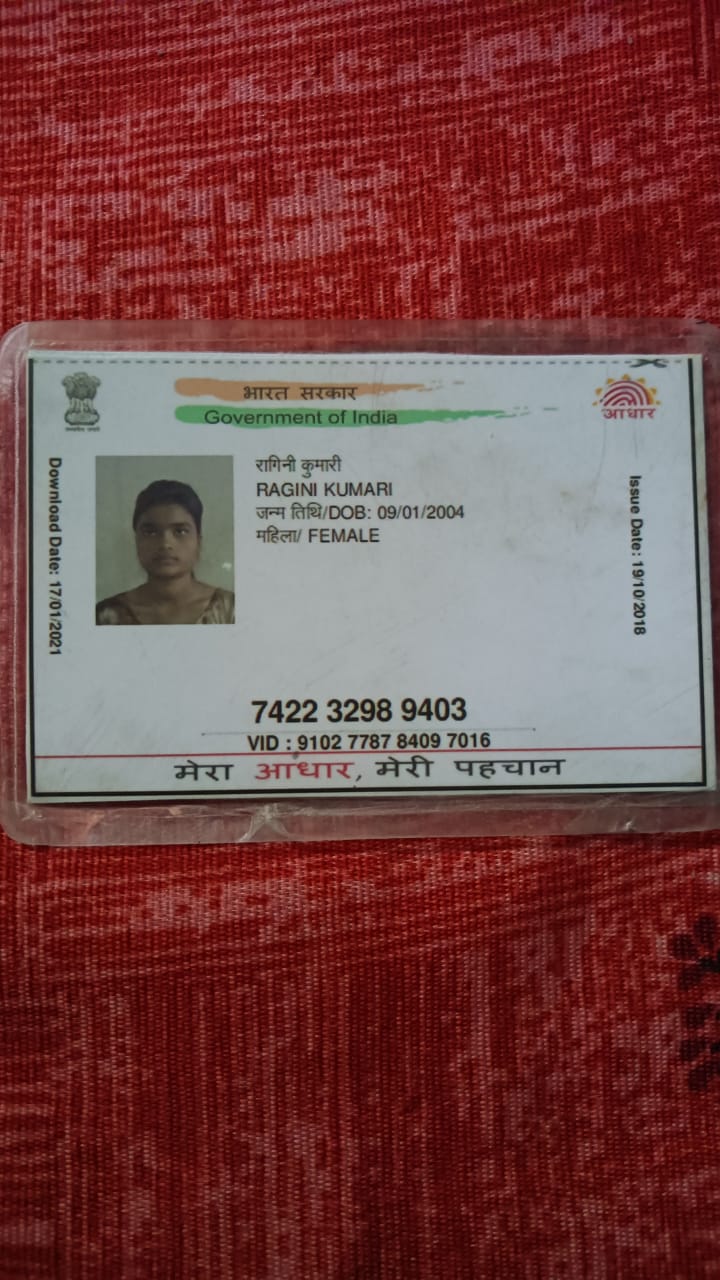 भारत सरकार
Government of India
आधार
Download Date: 17/01/2021
रागिनी कुमारी
RAGINI KUMARI
जन्म तिथि/DOB: 09/01/2004
महिला/ FEMALE
Issue Date: 19/10/2018
7422 3298 9403
VID : 9102 7787 8409 7016
मेरा आधार, मेरी पहचान